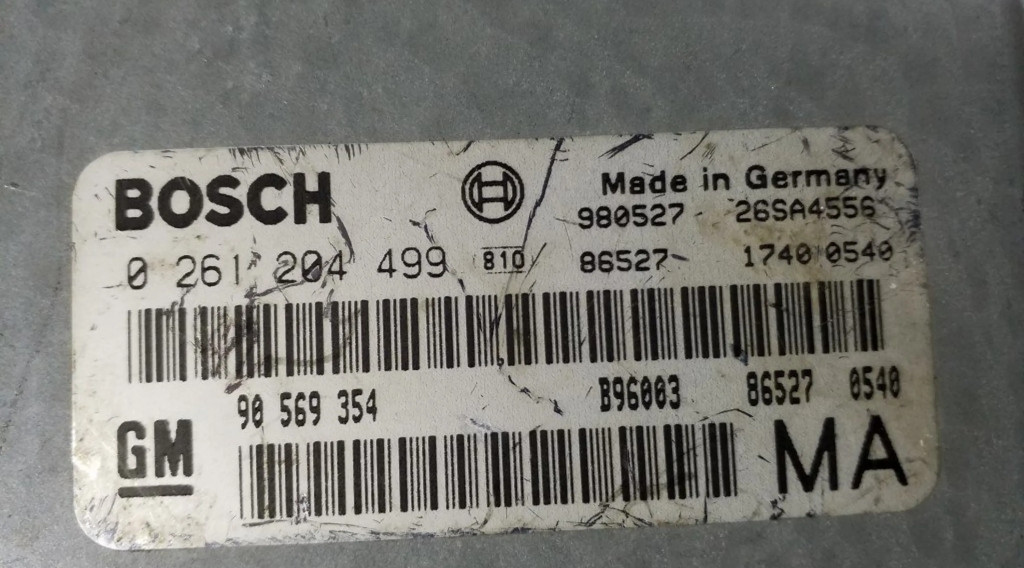 BOSCH
Made in Germany
980527 26SA4556
0 261 204 499 810 86527 1740 0540
90 569 354 B96003 86527 0540
GM MA